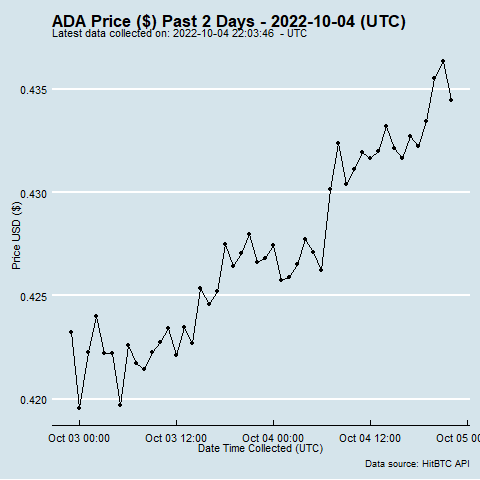 ADA Price ($) Past 2 Days - 2022-10-04 (UTC)
Latest data collected on: 2022-10-04 22:03:46 - UTC
0.435
0.430
0.425
0.420
Price USD ($)
Oct 03 00:00 Oct 03 12:00 Oct 04 00:00 Oct 04 12:00 Oct 05 00
Date Time Collected (UTC)
Data source: HitBTC API